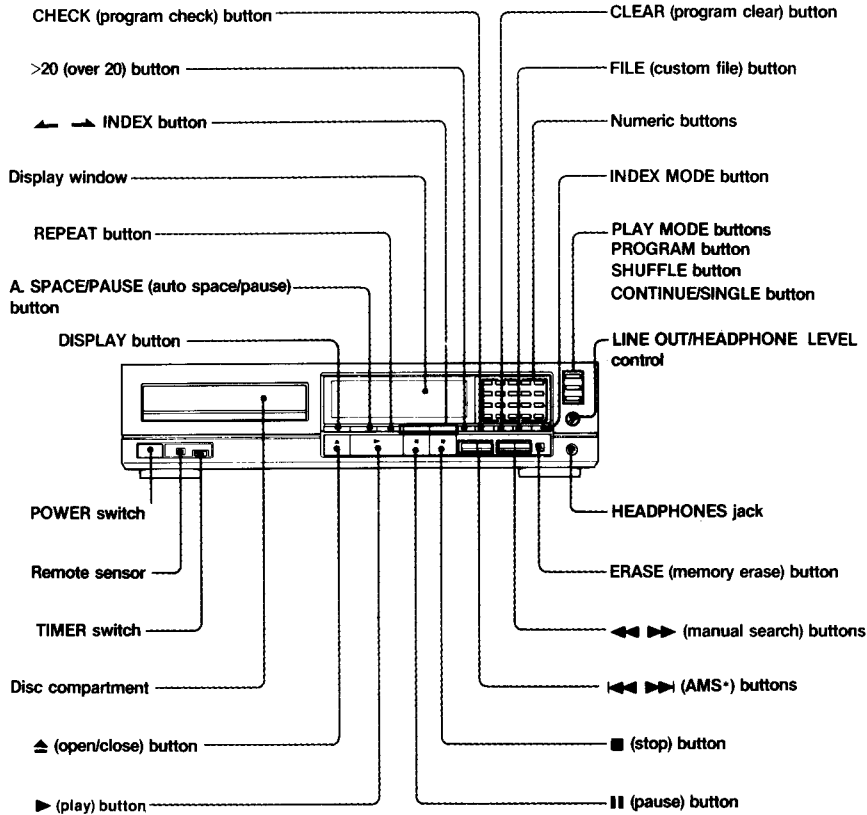 CHECK (program check) button
>20 (over 20) button
INDEX button
Display window
REPEAT button
A. SPACE/PAUSE (auto space/pause)
button
DISPLAY button
POWER switch
Remote sensor
TIMER switch
Disc compartment
≜ (open/close) button
▶ (play) button
CLEAR (program clear) button
FILE (custom file) button
Numeric buttons
INDEX MODE button
PLAY MODE buttons
PROGRAM button
SHUFFLE button
CONTINUE/SINGLE button
LINE OUT/HEADPHONE LEVEL
control
HEADPHONES jack
ERASE (memory erase) button
◀◀ ▶▶ (manual search) buttons
|◀◀ ▶▶| (AMS*) buttons
■ (stop) button
▮▮ (pause) button